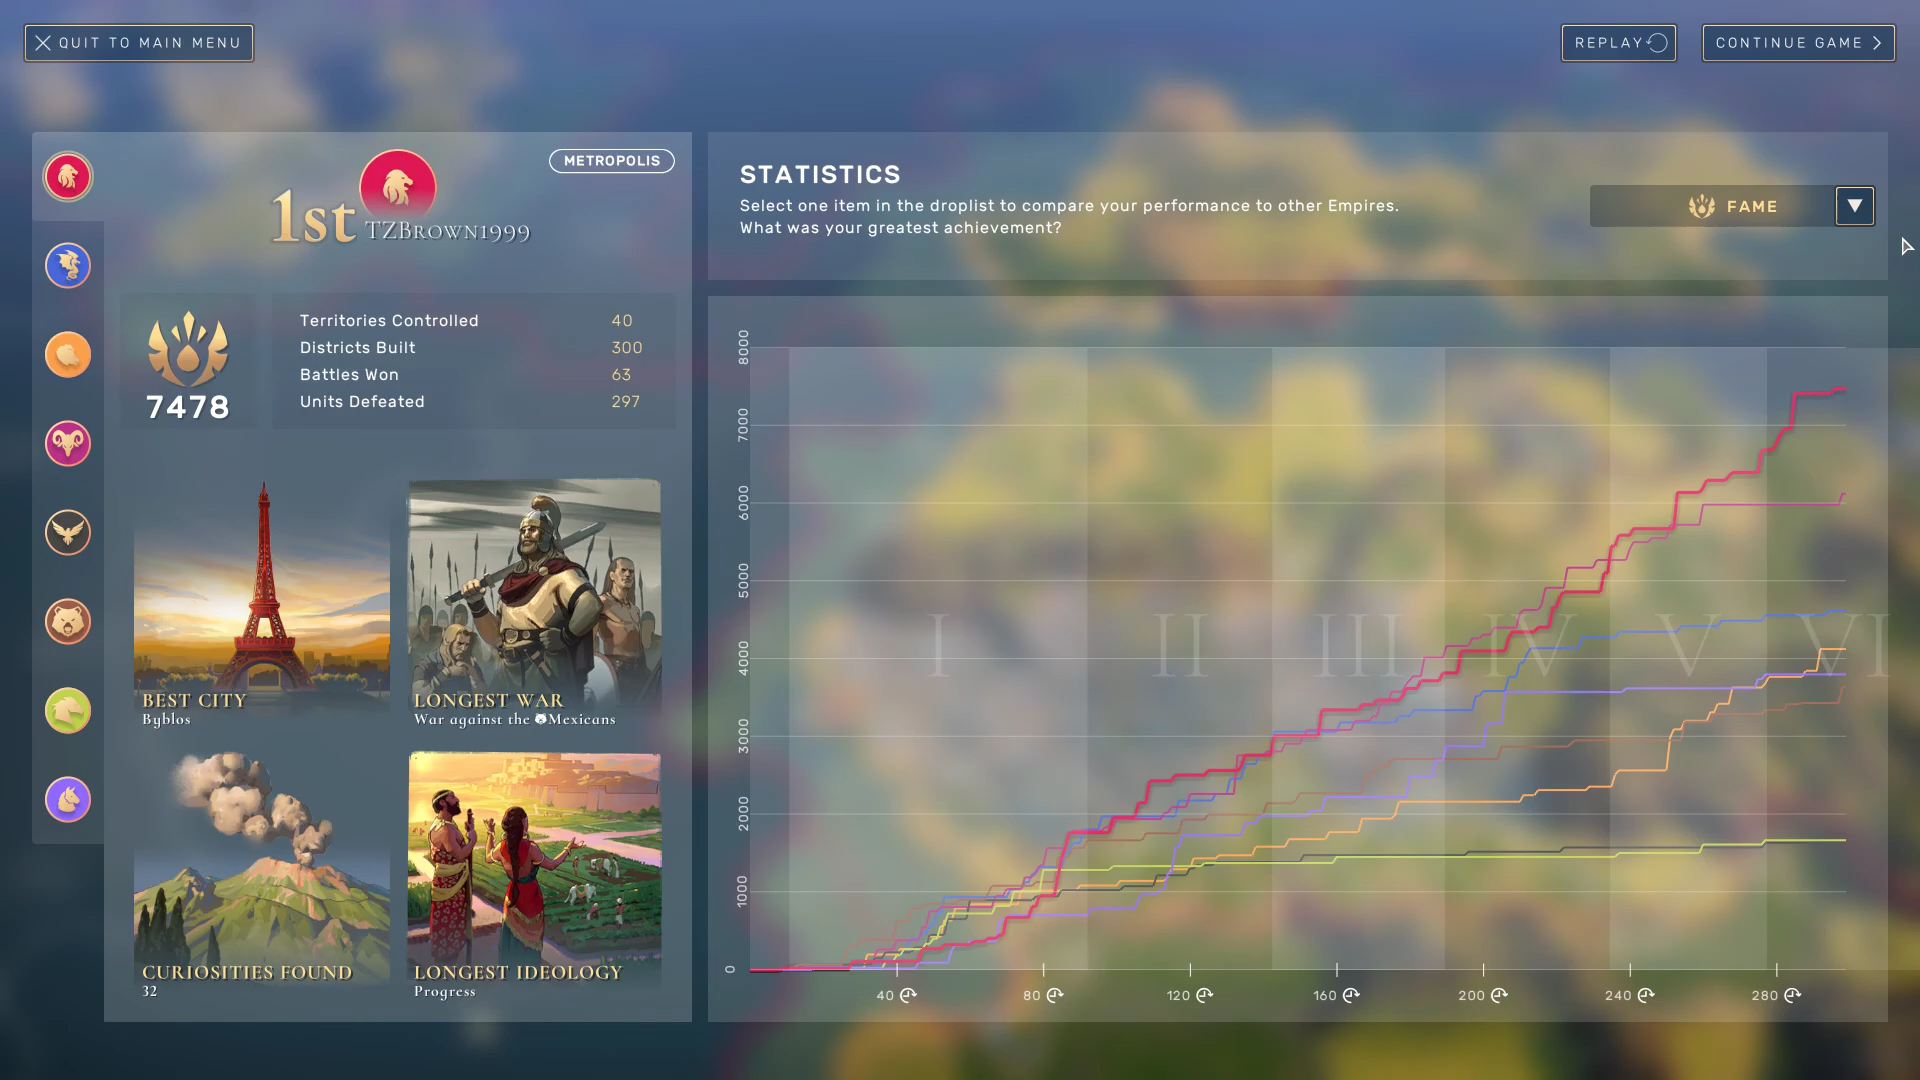 QUIT TO MAIN MENU
REPLAY
CONTINUE GAME
METROPOLIS
1st
TZBrown1999
7478
Territories Controlled 40
Districts Built 300
Battles Won 63
Units Defeated 297
BEST CITY
Byblos
LONGEST WAR
War against the Mexicans
CURIOSITIES FOUND
32
LONGEST IDEOLOGY
Progress
STATISTICS
Select one item in the droplist to compare your performance to other Empires.
What was your greatest achievement?
FAME
8000
7000
6000
5000
4000
3000
2000
1000
0
I II III IV V VI
40 80 120 160 200 240 280